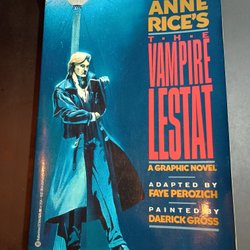 ANNE
RICE'S
THE
VAMPIRE
LESTAT
A GRAPHIC NOVEL
ADAPTED BY
FAYE PEROZICH
PAINTED BY
DAERICK GROSS